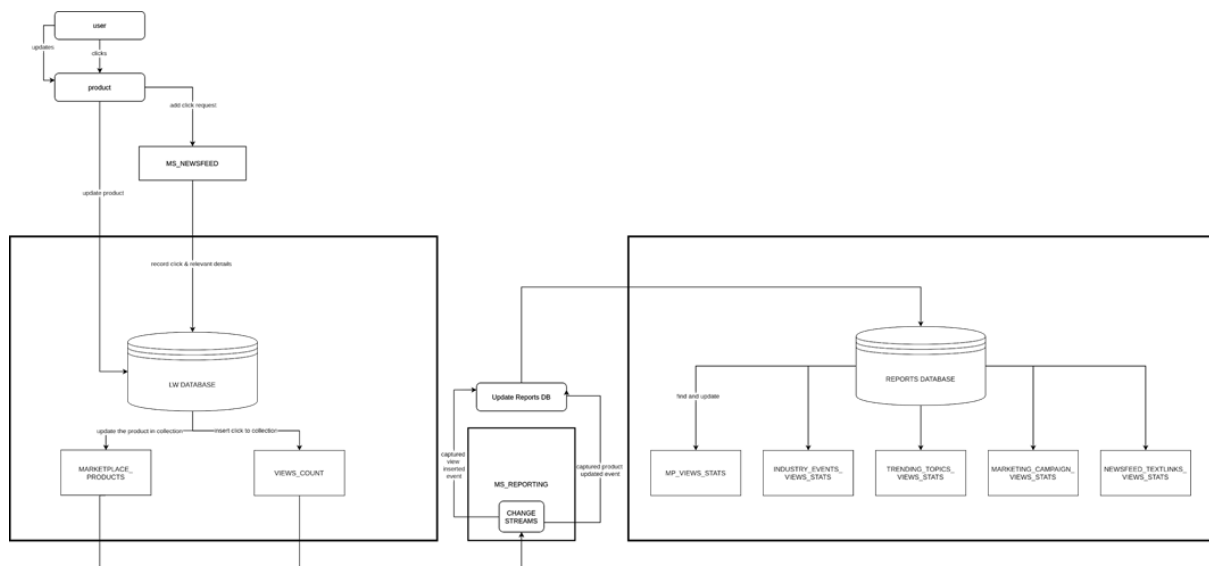 user
updates
clicks
product
add click request
MS_NEWSFEED
update product
record click & relevant details
LW DATABASE
update the product in collection
insert click to collection
MARKETPLACE_
PRODUCTS
VIEWS_COUNT
Update Reports DB
captured
view
inserted
event
captured product
updated event
MS_REPORTING
CHANGE
STREAMS
REPORTS DATABASE
find and update
MP_VIEWS_STATS
INDUSTRY_EVENTS_
VIEWS_STATS
TRENDING_TOPICS_
VIEWS_STATS
MARKETING_CAMPAIGN_
VIEWS_STATS
NEWSFEED_TEXTLINKS_
VIEWS_STATS